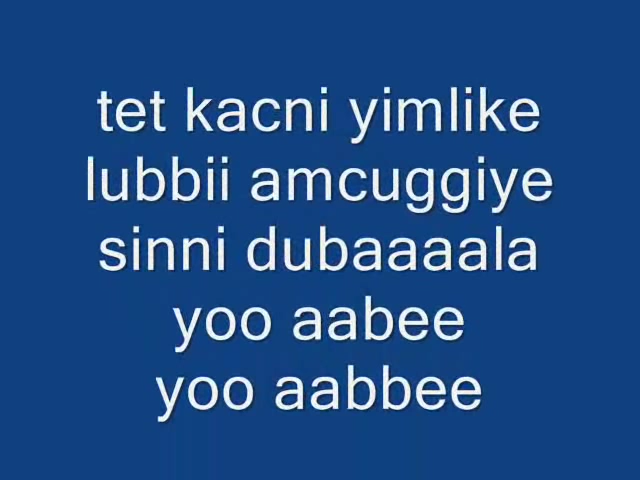 tet kacni yimlike
lubbii amcuggiye
sinni dubaaaala
yoo aabee
yoo aabbee